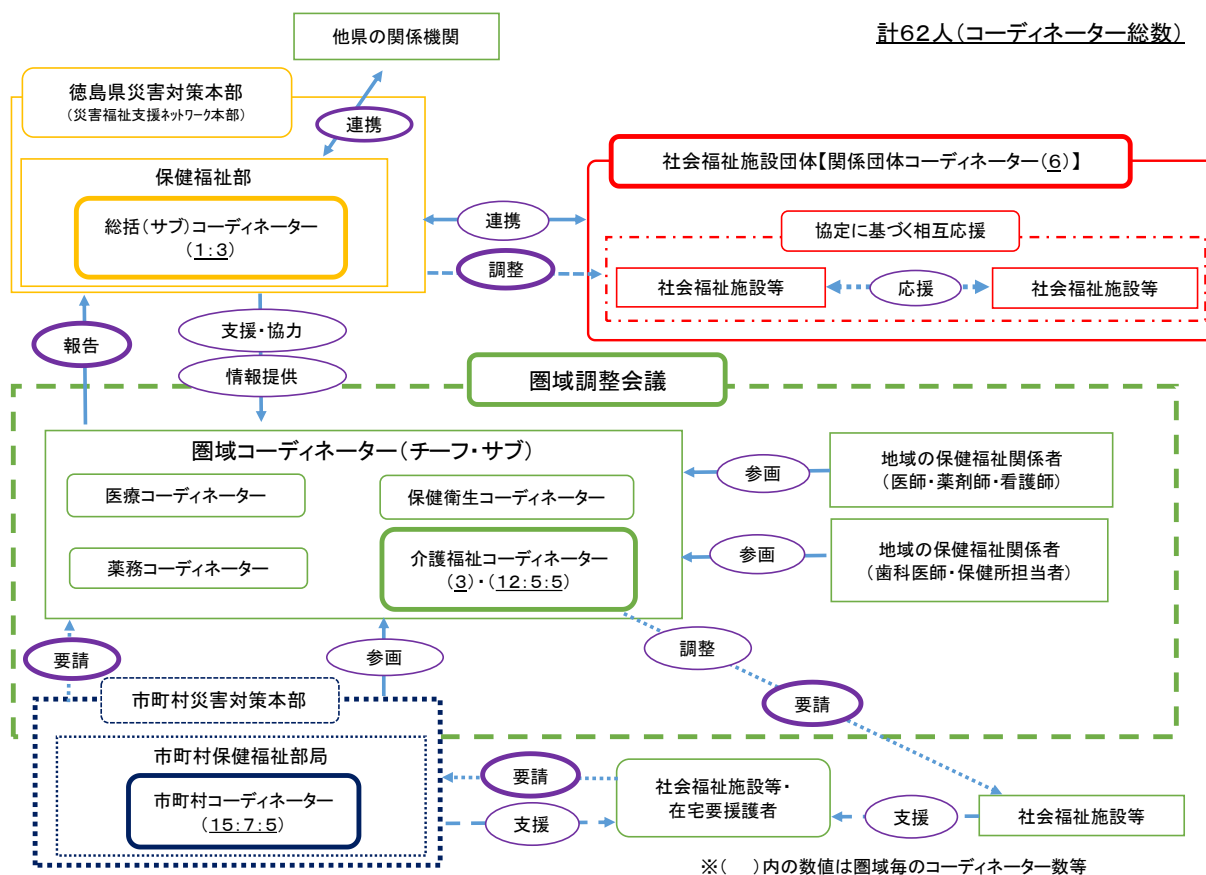 他県の関係機関
計62人(コーディネーター総数)
徳島県災害対策本部
(災害福祉支援ネットワーク本部)
連携
保健福祉部
総括(サブ)コーディネーター
(1:3)
社会福祉施設団体【関係団体コーディネーター(6)】
連携
調整
協定に基づく相互応援
社会福祉施設等
応援
社会福祉施設等
報告
支援・協力
情報提供
圏域調整会議
圏域コーディネーター(チーフ・サブ)
医療コーディネーター
保健衛生コーディネーター
薬務コーディネーター
介護福祉コーディネーター
(3)・(12:5:5)
参画
地域の保健福祉関係者
(医師・薬剤師・看護師)
参画
地域の保健福祉関係者
(歯科医師・保健所担当者)
要請
参画
調整
要請
市町村災害対策本部
市町村保健福祉部局
市町村コーディネーター
(15:7:5)
要請
支援
社会福祉施設等・
在宅要援護者
支援
社会福祉施設等
※( )内の数値は圏域毎のコーディネーター数等